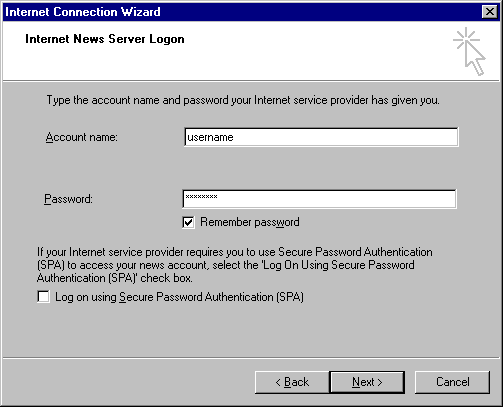 Internet Connection Wizard
Internet News Server Logon
Type the account name and password your Internet service provider has given you.
Account name:
username
Password:
********
Remember password
If your Internet service provider requires you to use Secure Password Authentication
(SPA) to access your news account, select the 'Log On Using Secure Password
Authentication (SPA)' check box.
Log on using Secure Password Authentication (SPA)
< Back
Next >
Cancel